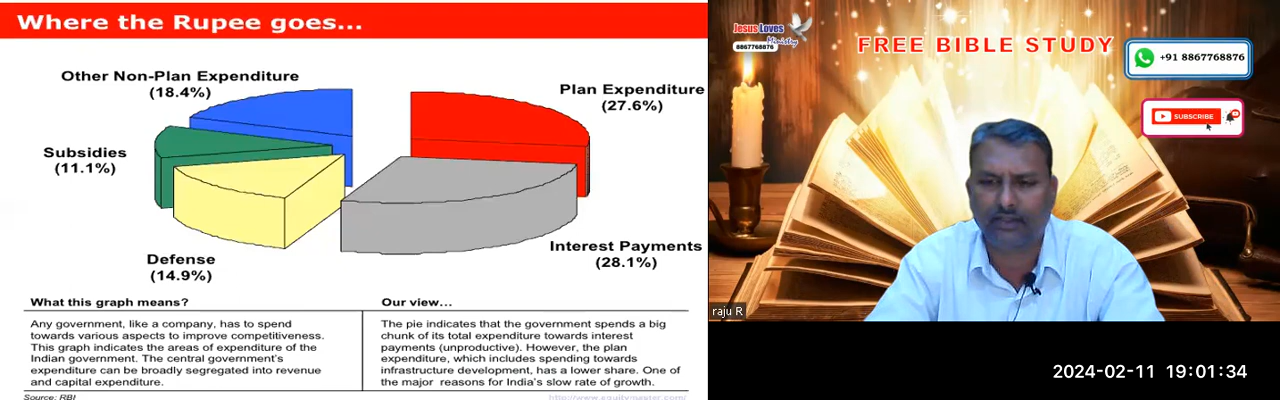 Where the Rupee goes...
Other Non-Plan Expenditure
(18.4%)
Plan Expenditure
(27.6%)
Subsidies
(11.1%)
Defense
(14.9%)
Interest Payments
(28.1%)
What this graph means?
Any government, like a company, has to spend
towards various aspects to improve competitiveness.
This graph indicates the areas of expenditure of the
Indian government. The central government's
expenditure can be broadly segregated into revenue
and capital expenditure.
Our view...
The pie indicates that the government spends a big
chunk of its total expenditure towards interest
payments (unproductive). However, the plan
expenditure, which includes spending towards
infrastructure development, has a lower share. One of
the major reasons for India's slow rate of growth.
Source: RBI
http://www.equitymaster.com/
Jesus Loves
Ministry
8867768876
FREE BIBLE STUDY
+91 8867768876
SUBSCRIBE
raju R
2024-02-11 19:01:34